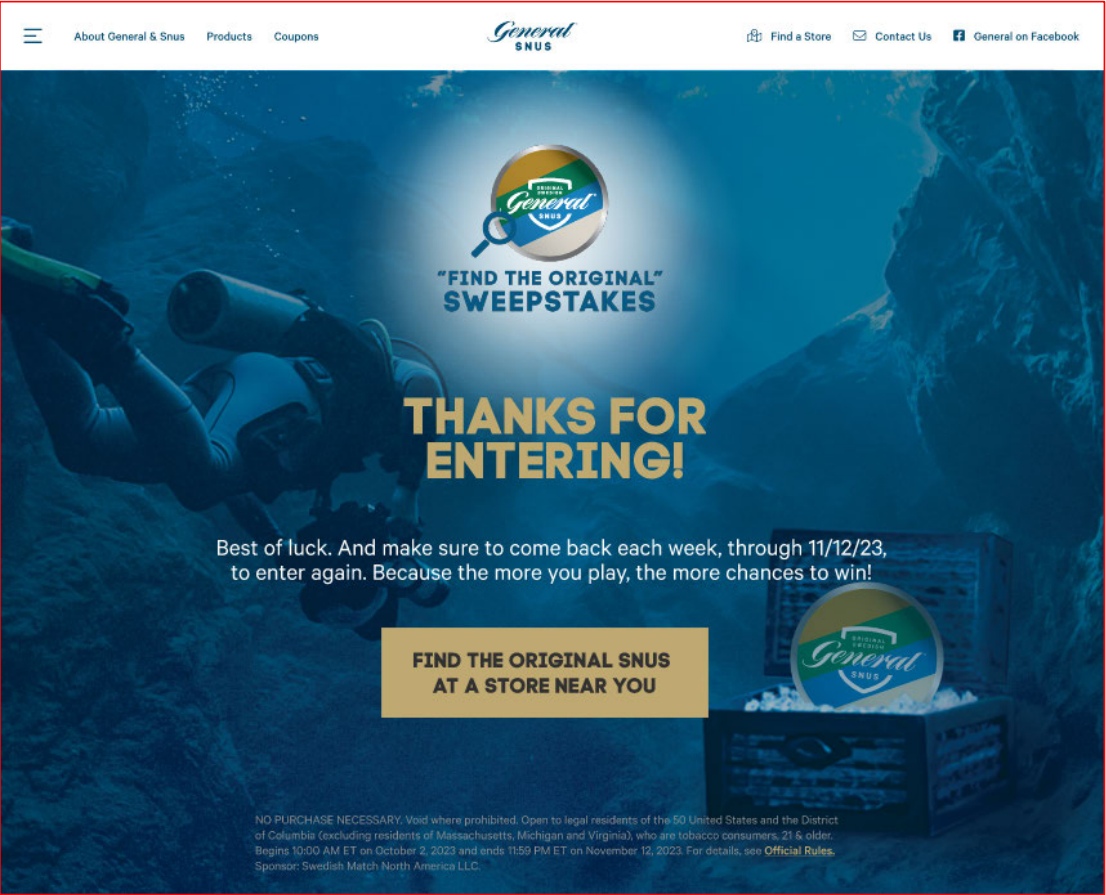 About General & Snus Products Coupons
General
SNUS
Find a Store Contact Us General on Facebook
ORIGINAL
SWEDISH
General
SNUS
"FIND THE ORIGINAL"
SWEEPSTAKES
THANKS FOR
ENTERING!
Best of luck. And make sure to come back each week, through 11/12/23,
to enter again. Because the more you play, the more chances to win!
FIND THE ORIGINAL SNUS
AT A STORE NEAR YOU
ORIGINAL
SWEDISH
General
SNUS
NO PURCHASE NECESSARY. Void where prohibited. Open to legal residents of the 50 United States and the District
of Columbia (excluding residents of Massachusetts, Michigan and Virginia), who are tobacco consumers, 21 & older.
Begins 10:00 AM ET on October 2, 2023 and ends 11:59 PM ET on November 12, 2023. For details, see Official Rules.
Sponsor: Swedish Match North America LLC.